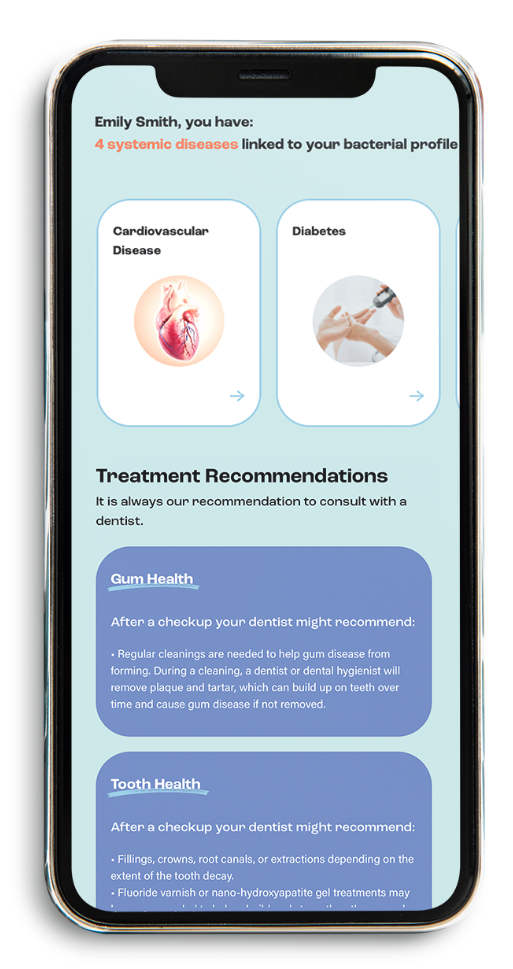 Emily Smith, you have:
4 systemic diseases linked to your bacterial profile
Cardiovascular
Disease
Diabetes
Treatment Recommendations
It is always our recommendation to consult with a
dentist.
Gum Health
After a checkup your dentist might recommend:
• Regular cleanings are needed to help gum disease from
forming. During a cleaning, a dentist or dental hygienist will
remove plaque and tartar, which can build up on teeth over
time and cause gum disease if not removed.
Tooth Health
After a checkup your dentist might recommend:
• Fillings, crowns, root canals, or extractions depending on the
extent of the tooth decay.
• Fluoride varnish or nano-hydroxyapatite gel treatments may